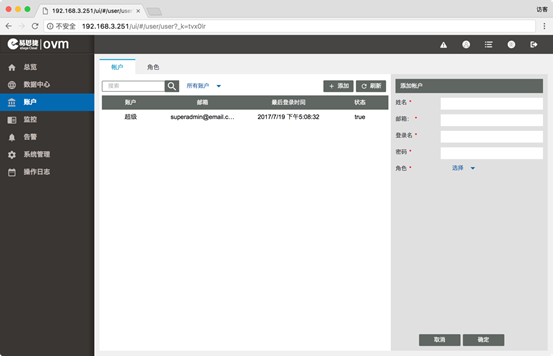 192.168.3.251/ui/#/user/user
访客
不安全 192.168.3.251/ui/#/user/user?_k=tvx0lr
易思捷 ovm
总览
数据中心
账户
监控
告警
系统管理
操作日志
帐户 角色
搜索 所有账户 添加 刷新
账户 邮箱 最后登录时间 状态
超级 superadmin@email.c... 2017/7/19 下午5:08:32 true
添加帐户
姓名 *
邮箱： *
登录名 *
密码 *
角色 * 选择
取消 确定